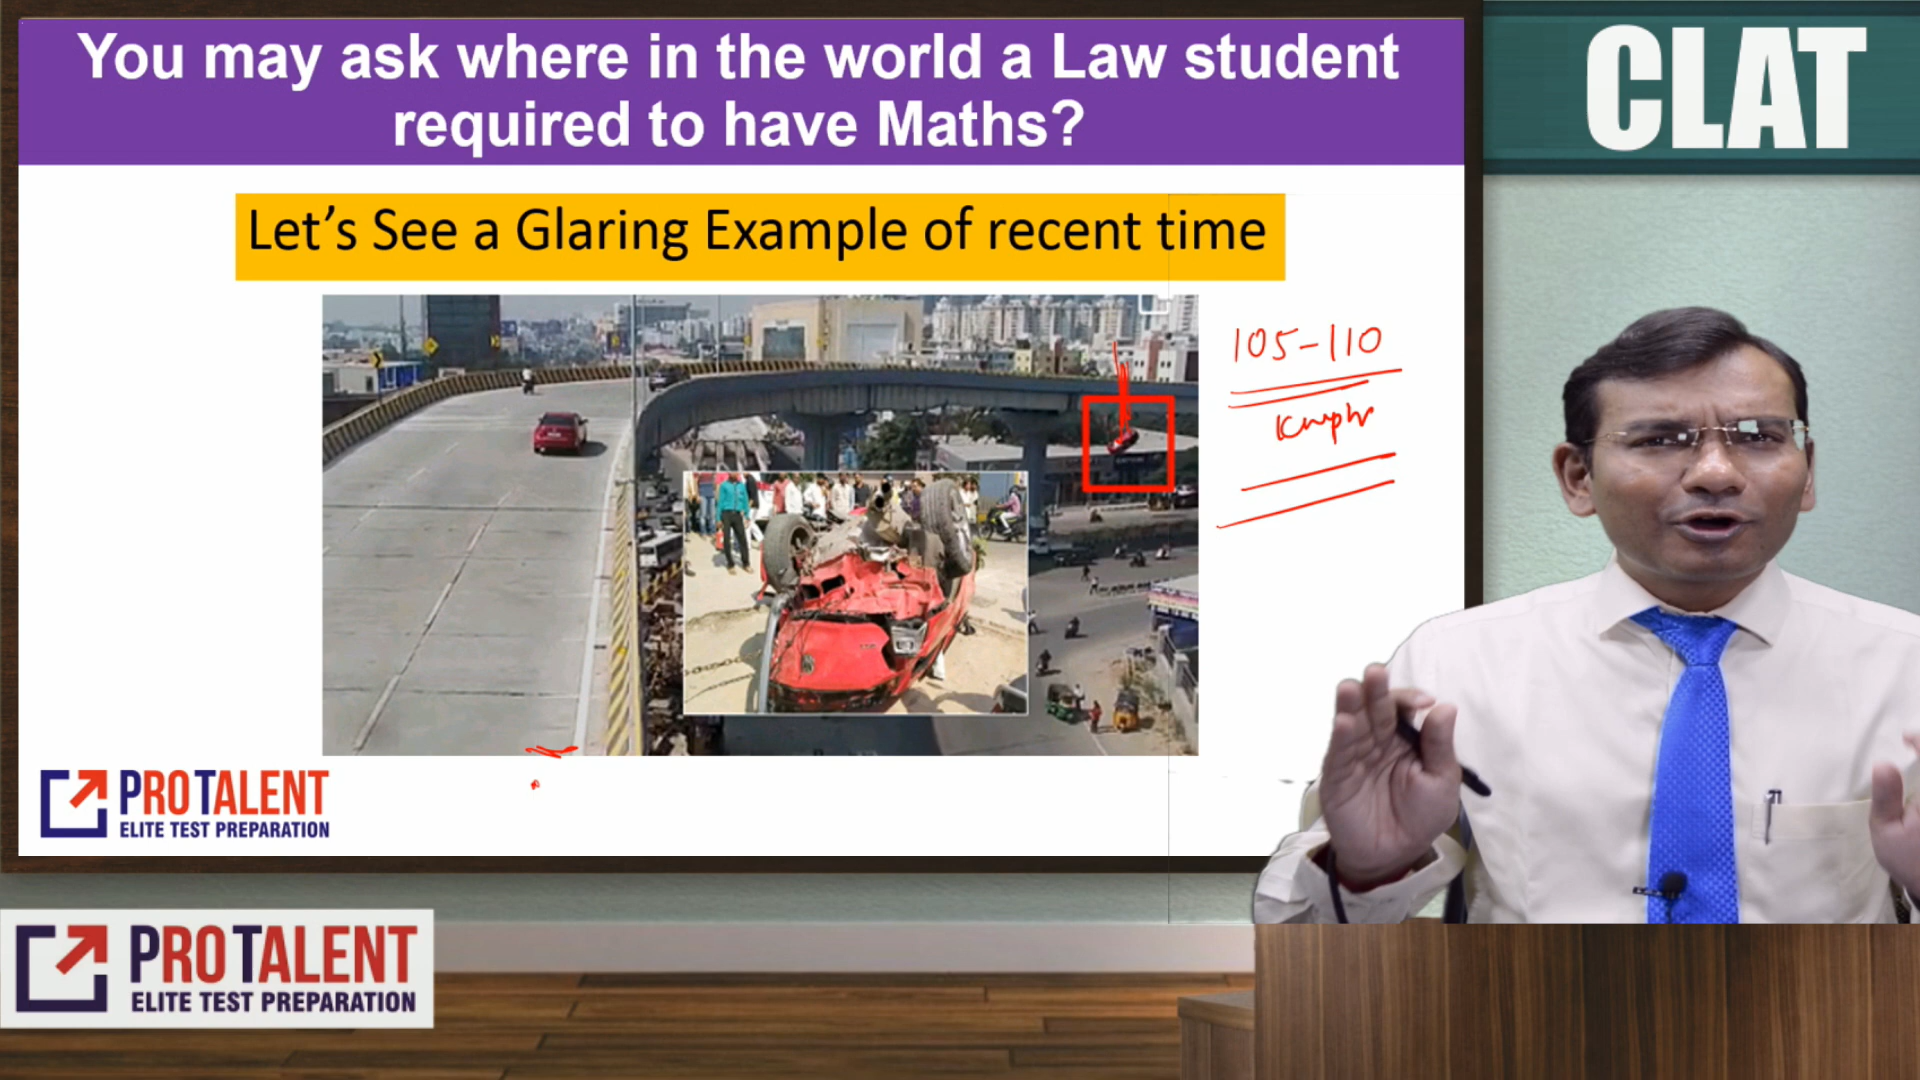 You may ask where in the world a Law student
required to have Maths?
CLAT
Let's See a Glaring Example of recent time
105-110
Kmph
PROTALENT
ELITE TEST PREPARATION
PROTALENT
ELITE TEST PREPARATION